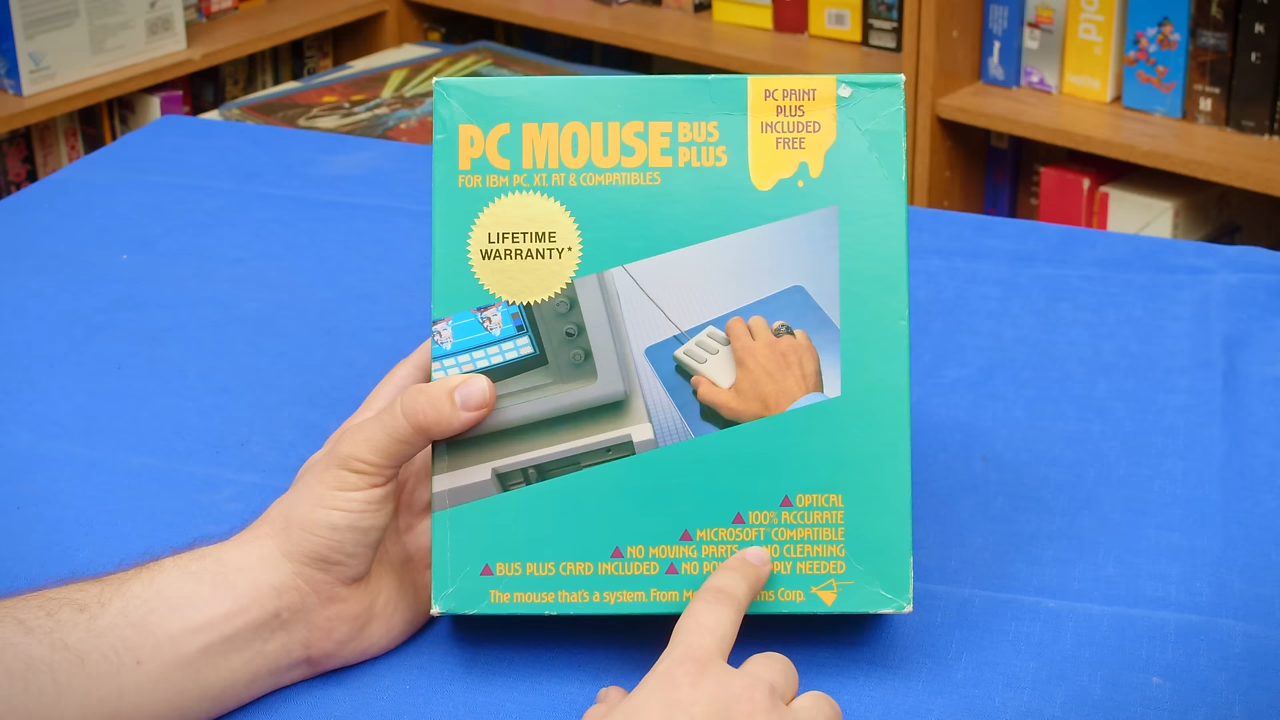 PC MOUSE BUS PLUS
FOR IBM PC, XT, AT & COMPATIBLES
PC PAINT
PLUS
INCLUDED
FREE
LIFETIME
WARRANTY*
▲ OPTICAL
▲ 100% ACCURATE
▲ MICROSOFT® COMPATIBLE
▲ NO MOVING PARTS NO CLEANING
▲ BUS PLUS CARD INCLUDED ▲ NO NEEDED
The mouse that's a system. From Corp.